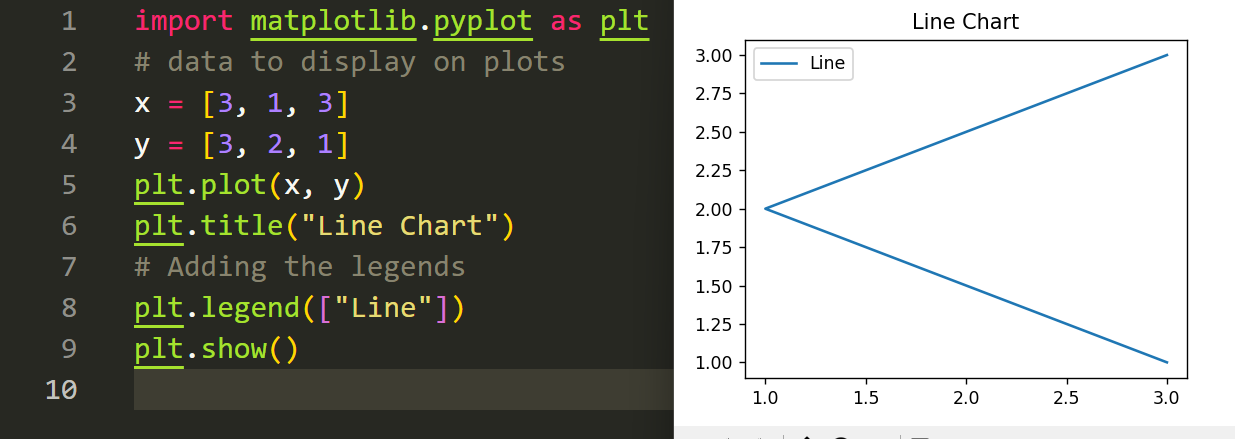 1 import matplotlib.pyplot as plt
2 # data to display on plots
3 x = [3, 1, 3]
4 y = [3, 2, 1]
5 plt.plot(x, y)
6 plt.title("Line Chart")
7 # Adding the legends
8 plt.legend(["Line"])
9 plt.show()
10
Line Chart
Line
3.00
2.75
2.50
2.25
2.00
1.75
1.50
1.25
1.00
1.0 1.5 2.0 2.5 3.0